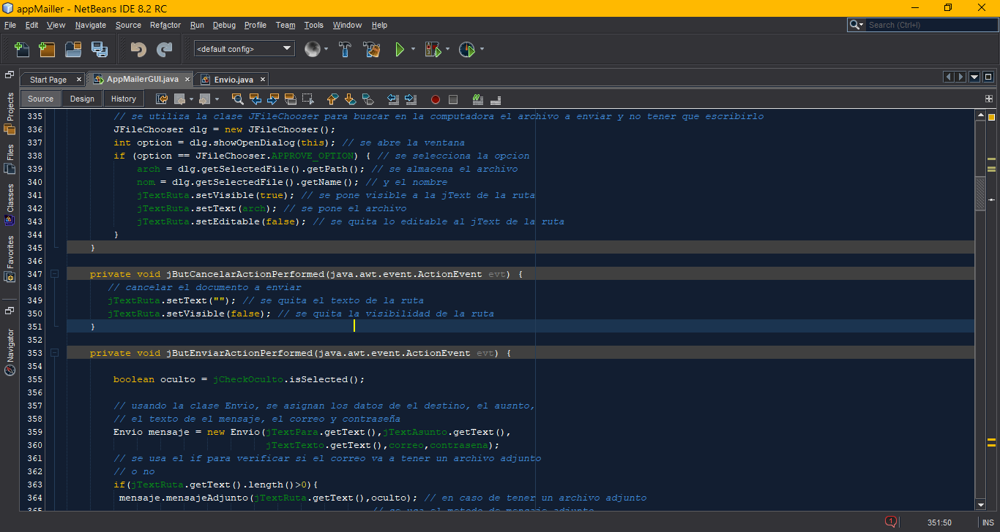 appMailler - NetBeans IDE 8.2 RC
File Edit View Navigate Source Refactor Run Debug Profile Team Tools Window Help
Search (Ctrl+I)
<default config>
Start Page AppMailerGUI.java Envio.java
Source Design History
Projects
Files
Classes
Favorites
Navigator
335 // se utiliza la clase JFileChooser para buscar en la computadora el archivo a enviar y no tener que escribirlo
336 JFileChooser dlg = new JFileChooser();
337 int option = dlg.showOpenDialog(this); // se abre la ventana
338 if (option == JFileChooser.APPROVE_OPTION) { // se selecciona la opcion
339 arch = dlg.getSelectedFile().getPath(); // se almacena el archivo
340 nom = dlg.getSelectedFile().getName(); // y el nombre
341 jTextRuta.setVisible(true); // se pone visible a la jText de la ruta
342 jTextRuta.setText(arch); // se pone el archivo
343 jTextRuta.setEditable(false); // se quita lo editable al jText de la ruta
344 }
345 }
346
347 private void jButCancelarActionPerformed(java.awt.event.ActionEvent evt) {
348 // cancelar el documento a enviar
349 jTextRuta.setText(""); // se quita el texto de la ruta
350 jTextRuta.setVisible(false); // se quita la visibilidad de la ruta
351 }
352
353 private void jButEnviarActionPerformed(java.awt.event.ActionEvent evt) {
354
355 boolean oculto = jCheckOculto.isSelected();
356
357 // usando la clase Envio, se asignan los datos de el destino, el ausnto,
358 // el texto de el mensaje, el correo y contraseña
359 Envio mensaje = new Envio(jTextPara.getText(),jTextAsunto.getText(),
360 jTextTexto.getText(),correo,contrasena);
361 // se usa el if para verificar si el correo va a tener un archivo adjunto
362 // o no
363 if(jTextRuta.getText().length()>0){
364 mensaje.mensajeAdjunto(jTextRuta.getText(),oculto); // en caso de tener un archivo adjunto
365 // se usa el metodo de mensaje adjunto
1 351:50 INS